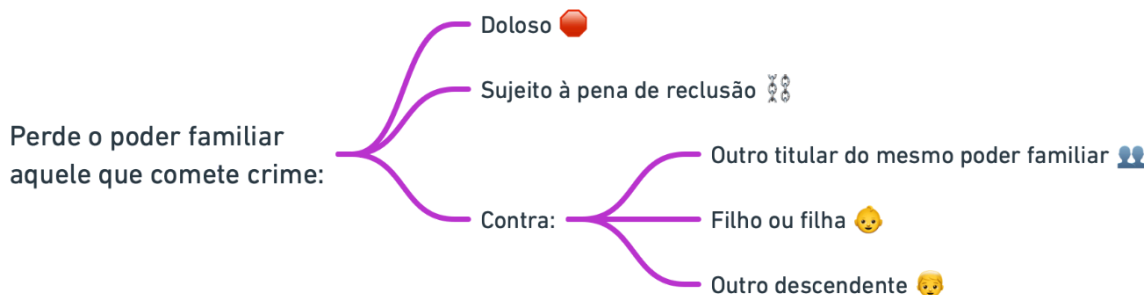 Doloso 🛑
Sujeito à pena de reclusão ⛓️
Perde o poder familiar
aquele que comete crime:
Outro titular do mesmo poder familiar 👥
Contra:
Filho ou filha 👶
Outro descendente 👨‍🦳